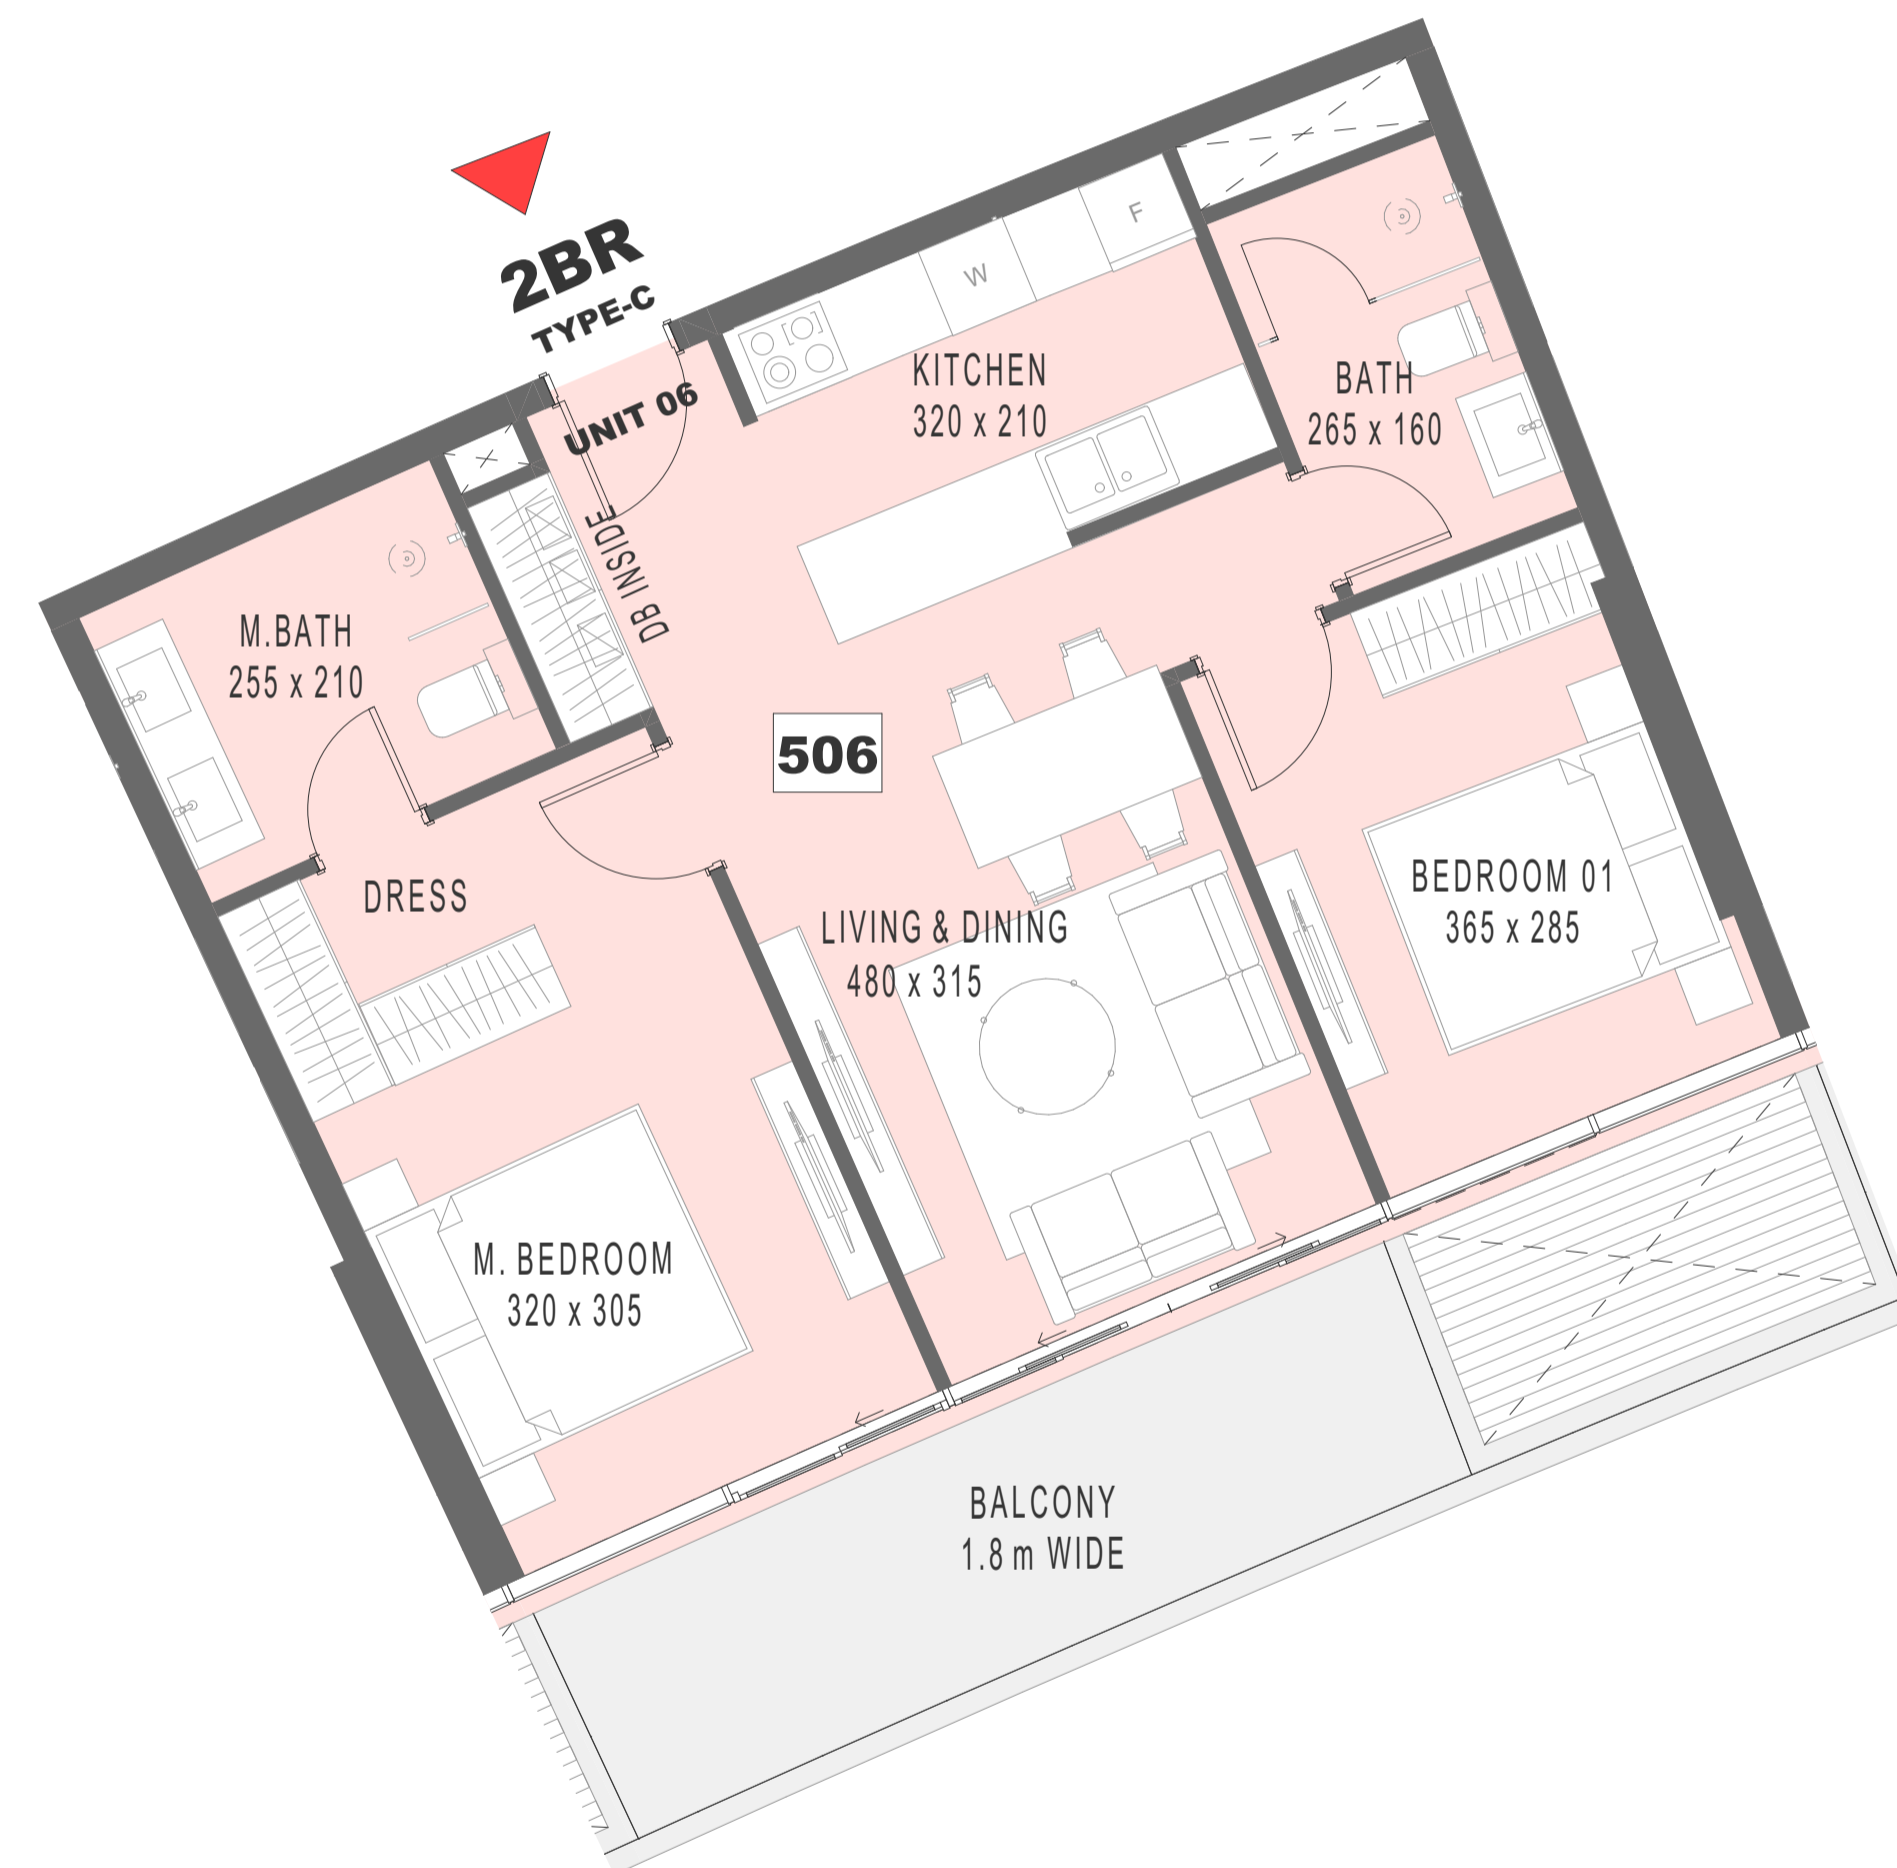 2BR
TYPE-C
UNIT 06
F
W
KITCHEN
320 x 210
BATH
265 x 160
DB INSIDE
M.BATH
255 x 210
506
DRESS
LIVING & DINING
480 x 315
BEDROOM 01
365 x 285
M. BEDROOM
320 x 305
BALCONY
1.8 m WIDE